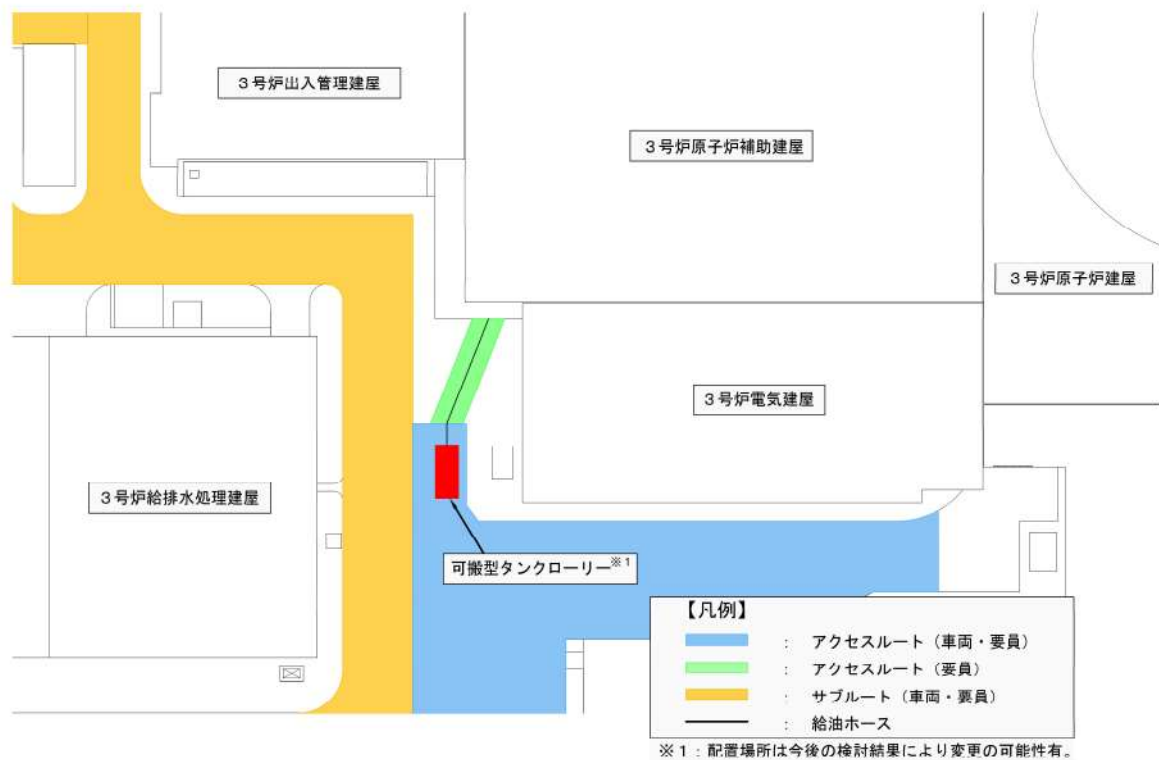 ３号炉出入管理建屋
３号炉原子炉補助建屋
３号炉原子炉建屋
３号炉電気建屋
３号炉給排水処理建屋
可搬型タンクローリー※１
【凡例】
： アクセスルート（車両・要員）
： アクセスルート（要員）
： サブルート（車両・要員）
： 給油ホース
※１：配置場所は今後の検討結果により変更の可能性有。